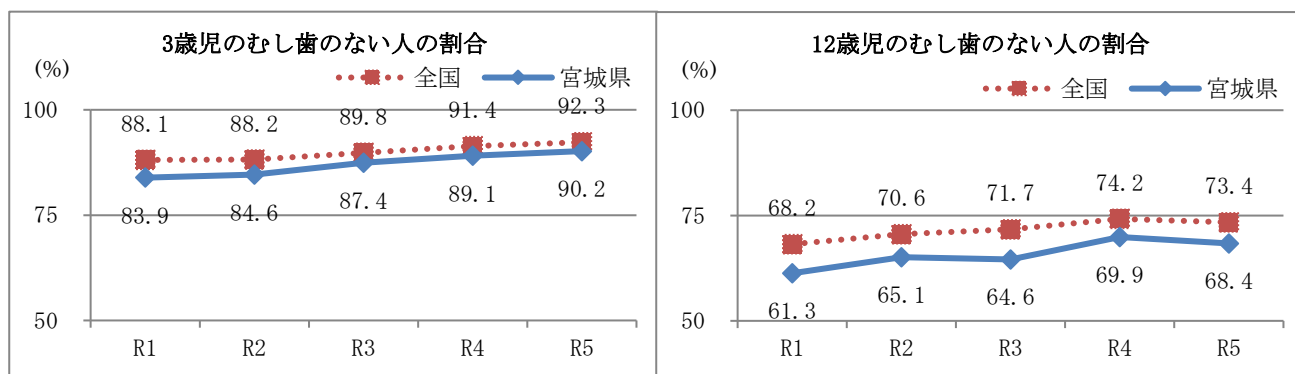 3歳児のむし歯のない人の割合
(%)
全国 宮城県
100
88.1 88.2 89.8 91.4 92.3
83.9 84.6 87.4 89.1 90.2
75
50
R1 R2 R3 R4 R5
12歳児のむし歯のない人の割合
(%)
全国 宮城県
100
68.2 70.6 71.7 74.2 73.4
75
61.3 65.1 64.6 69.9 68.4
50
R1 R2 R3 R4 R5